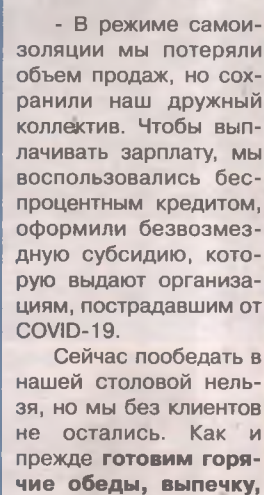 - В режиме самои-
золяции мы потеряли
объем продаж, но сох-
ранили наш дружный
коллектив. Чтобы вып-
лачивать зарплату, мы
воспользовались бес-
процентным кредитом,
оформили безвозмез-
дную субсидию, кото-
рую выдают организа-
циям, пострадавшим от
COVID-19.
Сейчас пообедать в
нашей столовой нель-
зя, но мы без клиентов
не остались. Как и
прежде готовим горя-
чие обеды, выпечку,